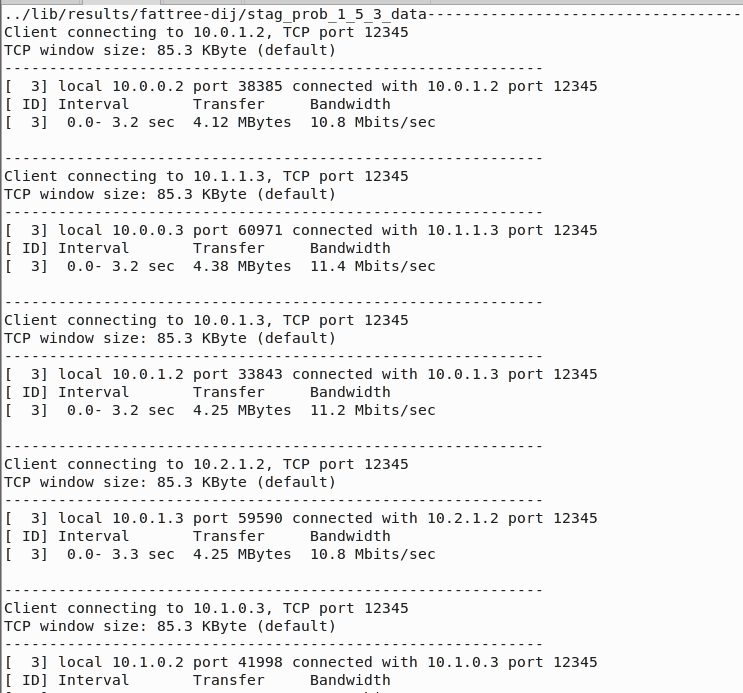 ../lib/results/fattree-dij/stag_prob_1_5_3_data-----------------------------------
Client connecting to 10.0.1.2, TCP port 12345
TCP window size: 85.3 KByte (default)
------------------------------------------------------------
[  3] local 10.0.0.2 port 38385 connected with 10.0.1.2 port 12345
[ ID] Interval       Transfer     Bandwidth
[  3]  0.0- 3.2 sec  4.12 MBytes  10.8 Mbits/sec
------------------------------------------------------------
Client connecting to 10.1.1.3, TCP port 12345
TCP window size: 85.3 KByte (default)
------------------------------------------------------------
[  3] local 10.0.0.3 port 60971 connected with 10.1.1.3 port 12345
[ ID] Interval       Transfer     Bandwidth
[  3]  0.0- 3.2 sec  4.38 MBytes  11.4 Mbits/sec
------------------------------------------------------------
Client connecting to 10.0.1.3, TCP port 12345
TCP window size: 85.3 KByte (default)
------------------------------------------------------------
[  3] local 10.0.1.2 port 33843 connected with 10.0.1.3 port 12345
[ ID] Interval       Transfer     Bandwidth
[  3]  0.0- 3.2 sec  4.25 MBytes  11.2 Mbits/sec
------------------------------------------------------------
Client connecting to 10.2.1.2, TCP port 12345
TCP window size: 85.3 KByte (default)
------------------------------------------------------------
[  3] local 10.0.1.3 port 59590 connected with 10.2.1.2 port 12345
[ ID] Interval       Transfer     Bandwidth
[  3]  0.0- 3.3 sec  4.25 MBytes  10.8 Mbits/sec
------------------------------------------------------------
Client connecting to 10.1.0.3, TCP port 12345
TCP window size: 85.3 KByte (default)
------------------------------------------------------------
[  3] local 10.1.0.2 port 41998 connected with 10.1.0.3 port 12345
[ ID] Interval       Transfer     Bandwidth